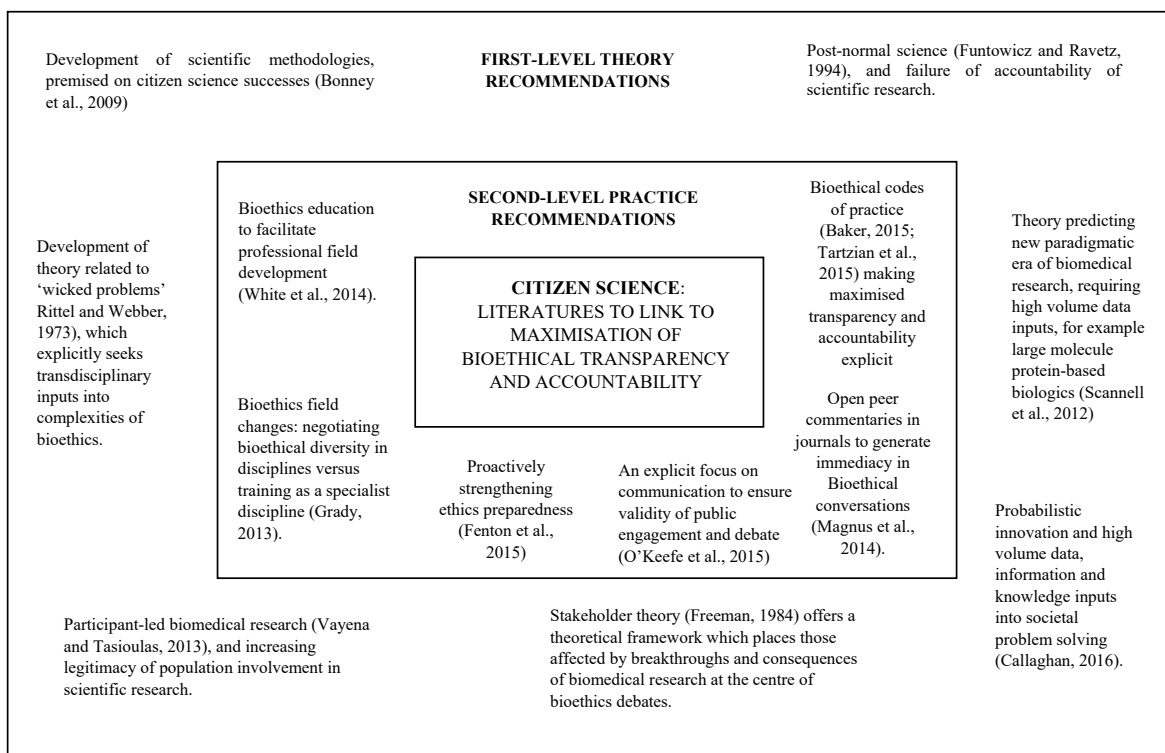 Development of scientific methodologies,
premised on citizen science successes (Bonney
et al., 2009)
FIRST-LEVEL THEORY
RECOMMENDATIONS
Post-normal science (Funtowicz and Ravetz,
1994), and failure of accountability of
scientific research.
Development of
theory related to
‘wicked problems’
Rittel and Webber,
1973), which
explicitly seeks
transdisciplinary
inputs into
complexities of
bioethics.
Bioethics education
to facilitate
professional field
development
(White et al., 2014).
SECOND-LEVEL PRACTICE
RECOMMENDATIONS
Bioethical codes
of practice
(Baker, 2015;
Tartzian et al.,
2015) making
maximised
transparency and
accountability
explicit
Theory predicting
new paradigmatic
era of biomedical
research, requiring
high volume data
inputs, for example
large molecule
protein-based
biologics (Scannell
et al., 2012)
CITIZEN SCIENCE:
LITERATURES TO LINK TO
MAXIMISATION OF
BIOETHICAL TRANSPARENCY
AND ACCOUNTABILITY
Bioethics field
changes: negotiating
bioethical diversity in
disciplines versus
training as a specialist
discipline (Grady,
2013).
Proactively
strengthening
ethics preparedness
(Fenton et al.,
2015)
An explicit focus on
communication to ensure
validity of public
engagement and debate
(O’Keefe et al., 2015)
Open peer
commentaries in
journals to generate
immediacy in
Bioethical
conversations
(Magnus et al.,
2014).
Probabilistic
innovation and high
volume data,
information and
knowledge inputs
into societal
problem solving
(Callaghan, 2016).
Participant-led biomedical research (Vayena
and Tasioulas, 2013), and increasing
legitimacy of population involvement in
scientific research.
Stakeholder theory (Freeman, 1984) offers a
theoretical framework which places those
affected by breakthroughs and consequences
of biomedical research at the centre of
bioethics debates.